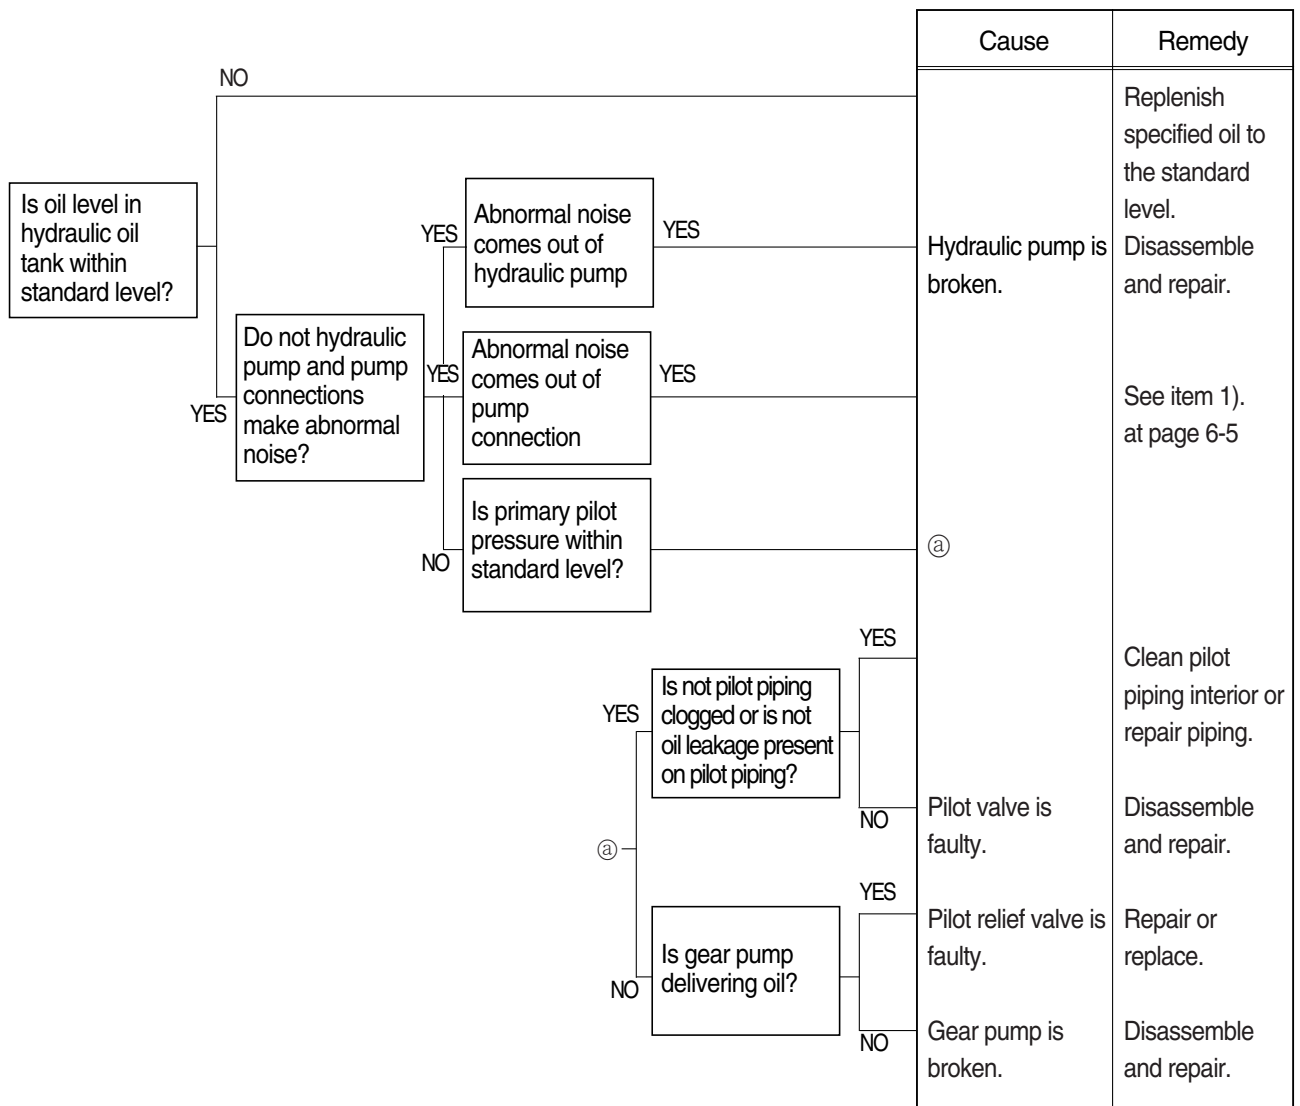 Cause
Remedy
NO
Replenish
specified oil to
the standard
level.
Is oil level in
hydraulic oil
tank within
standard level?
YES
Abnormal noise
comes out of
hydraulic pump
YES
Hydraulic pump is
broken.
Disassemble
and repair.
YES
Do not hydraulic
pump and pump
connections
make abnormal
noise?
YES
Abnormal noise
comes out of
pump
connection
YES
See item 1).
at page 6-5
NO
Is primary pilot
pressure within
standard level?
ⓐ
YES
Is not pilot piping
clogged or is not
oil leakage present
on pilot piping?
YES
Clean pilot
piping interior or
repair piping.
NO
Pilot valve is
faulty.
Disassemble
and repair.
ⓐ
NO
Is gear pump
delivering oil?
YES
Pilot relief valve is
faulty.
Repair or
replace.
NO
Gear pump is
broken.
Disassemble
and repair.